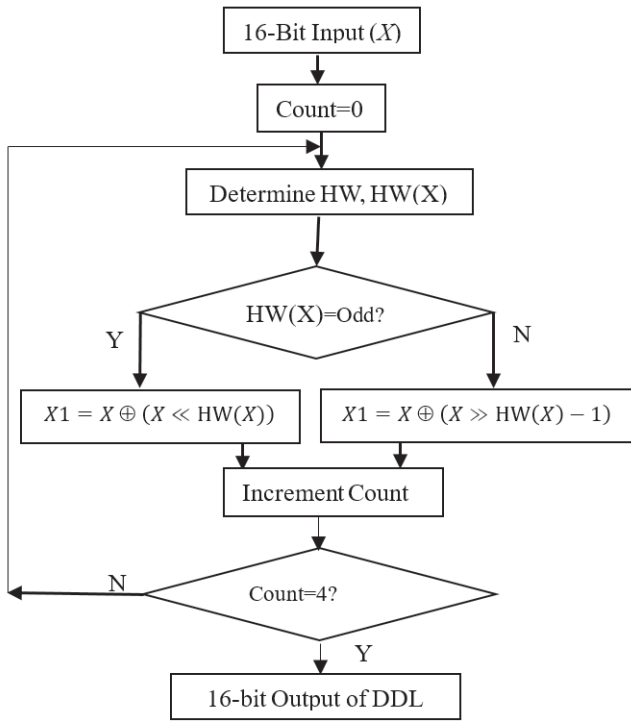 16-Bit Input (X)
Count=0
Determine HW, HW(X)
HW(X)=Odd?
Y
N
X1 = X ⊕ (X ≪ HW(X))
X1 = X ⊕ (X ≫ HW(X) − 1)
Increment Count
N
Count=4?
Y
16-bit Output of DDL